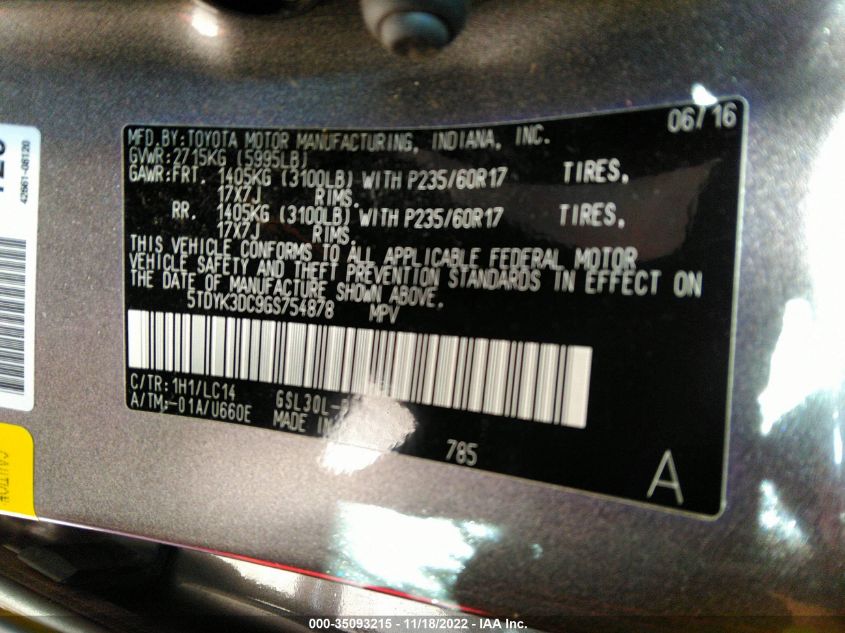 06/16
MFD.BY:TOYOTA MOTOR MANUFACTURING, INDIANA, INC.
GVWR:2715KG (5995LB)
GAWR:FRT. 1405KG (3100LB) WITH P235/60R17 TIRES,
17X7J RIMS.
RR. 1405KG (3100LB) WITH P235/60R17 TIRES,
17X7J RIMS.
THIS VEHICLE CONFORMS TO ALL APPLICABLE FEDERAL MOTOR
VEHICLE SAFETY AND THEFT PREVENTION STANDARDS IN EFFECT ON
THE DATE OF MANUFACTURE SHOWN ABOVE.
5TDYK3DC9GS754878 MPV
C/TR:1H1/LC14
A/TM:-01A/U660E
MADE IN
785
A
42661-08120
000-35093215 - 11/18/2022 - IAA Inc.